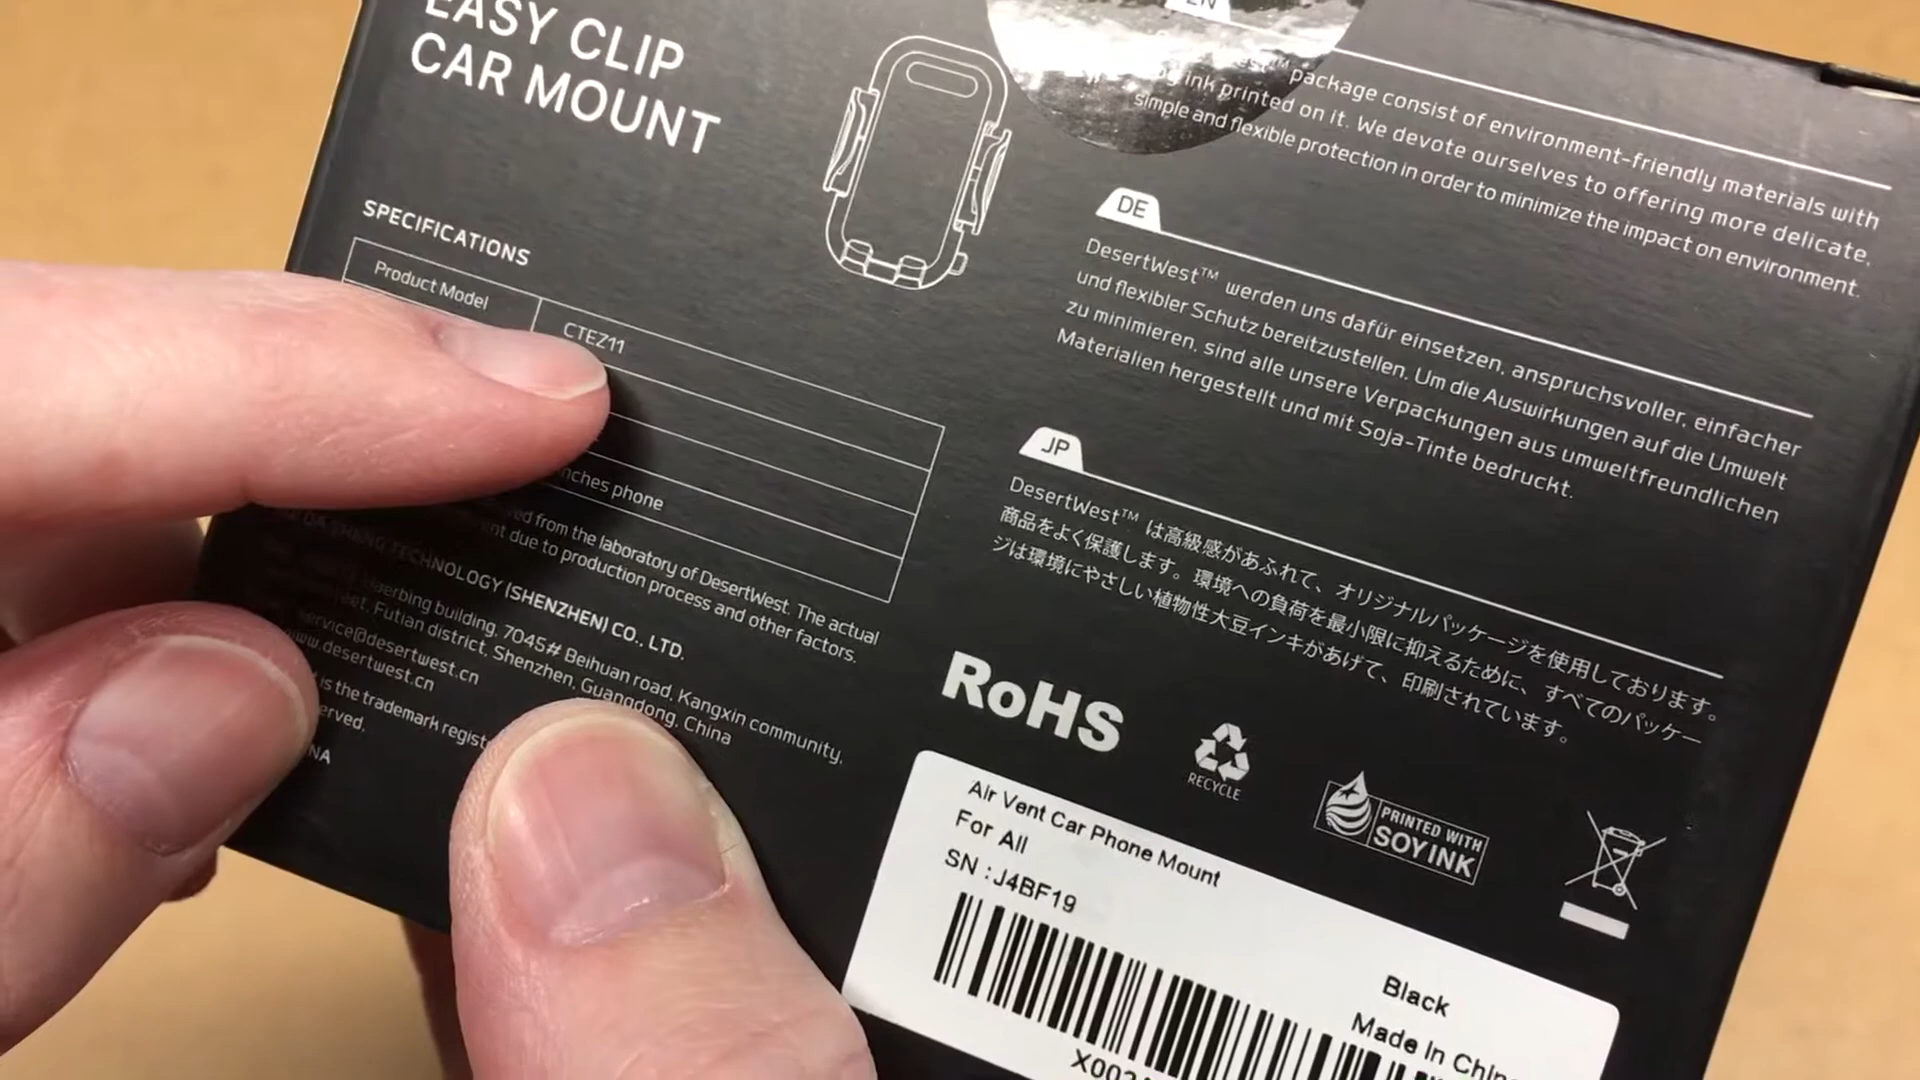 EASY CLIP
CAR MOUNT
SPECIFICATIONS
Product Model
CTEZ11
inches phone
ed from the laboratory of DesertWest. The actual
nt due to production process and other factors.
TECHNOLOGY (SHENZHEN) CO., LTD.
building, 7045# Beihuan road, Kangxin community,
Futian district, Shenzhen, Guangdong, China
service@desertwest.cn
www.desertwest.cn
is the trademark regist
erved.
NA
EN
package consist of environment-friendly materials with
ink printed on it. We devote ourselves to offering more delicate,
simple and flexible protection in order to minimize the impact on environment.
DE
DesertWest™ werden uns dafür einsetzen, anspruchsvoller, einfacher
und flexibler Schutz bereitzustellen. Um die Auswirkungen auf die Umwelt
zu minimieren, sind alle unsere Verpackungen aus umweltfreundlichen
Materialien hergestellt und mit Soja-Tinte bedruckt.
JP
DesertWest™ は高級感があふれて、オリジナルパッケージを使用しております。
商品をよく保護します。環境への負荷を最小限に抑えるために、すべてのパッケー
ジは環境にやさしい植物性大豆インキがあげて、印刷されています。
RoHS
RECYCLE
PRINTED WITH
SOY INK
Air Vent Car Phone Mount
For All
SN :J4BF19
Black
Made In Chin
X002